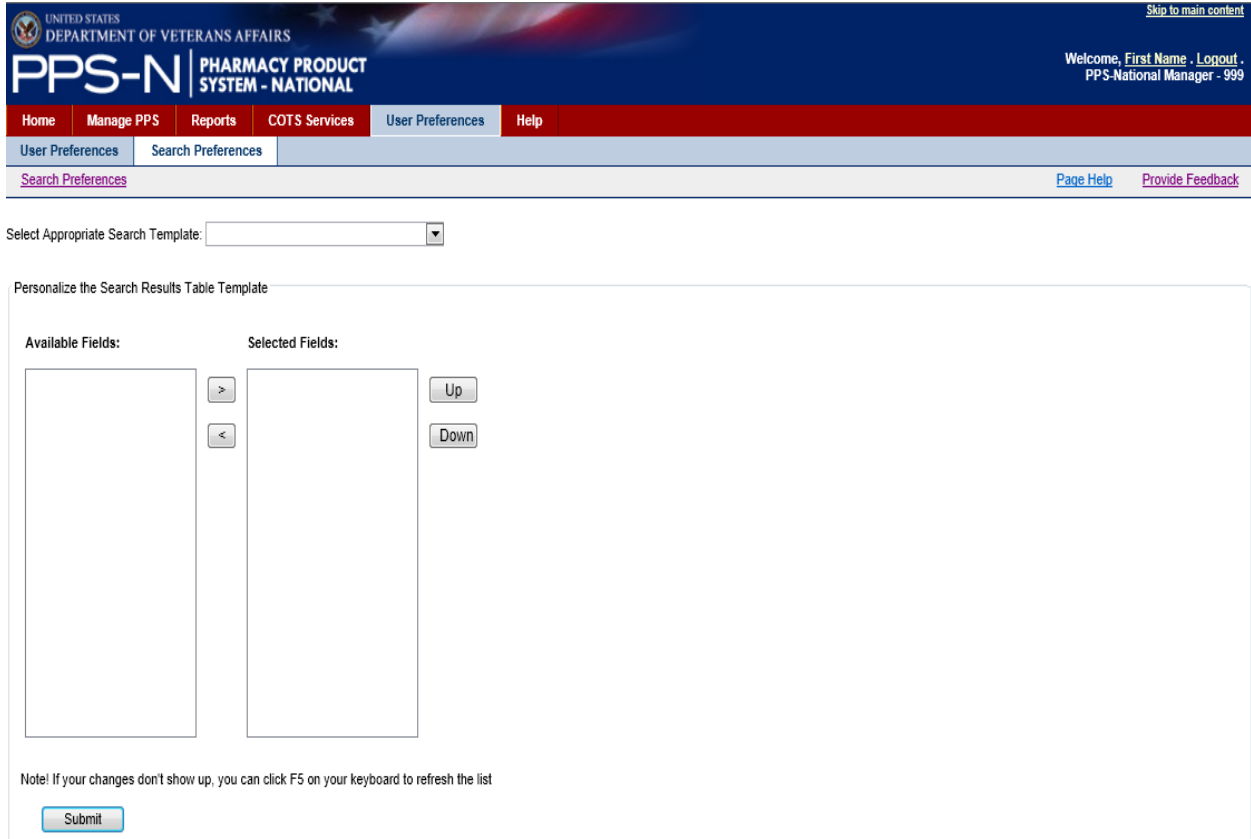 Skip to main content
UNITED STATES
DEPARTMENT OF VETERANS AFFAIRS
PPS-N PHARMACY PRODUCT
SYSTEM - NATIONAL
Welcome, First Name . Logout .
PPS-National Manager - 999
Home Manage PPS Reports COTS Services User Preferences Help
User Preferences Search Preferences
Search Preferences Page Help Provide Feedback
Select Appropriate Search Template:
Personalize the Search Results Table Template
Available Fields: Selected Fields:
> Up
< Down
Note! If your changes don't show up, you can click F5 on your keyboard to refresh the list
Submit